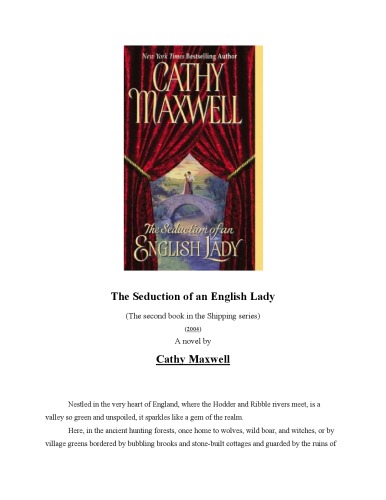 New York Times Bestselling Author
CATHY
MAXWELL
The Seduction of an
ENGLISH LADY
The Seduction of an English Lady
(The second book in the Shipping series)
(2004)
A novel by
Cathy Maxwell
Nestled in the very heart of England, where the Hodder and Ribble rivers meet, is a
valley so green and unspoiled, it sparkles like a gem of the realm.
Here, in the ancient hunting forests, once home to wolves, wild boar, and witches, or by
village greens bordered by bubbling brooks and stone-built cottages and guarded by the ruins of